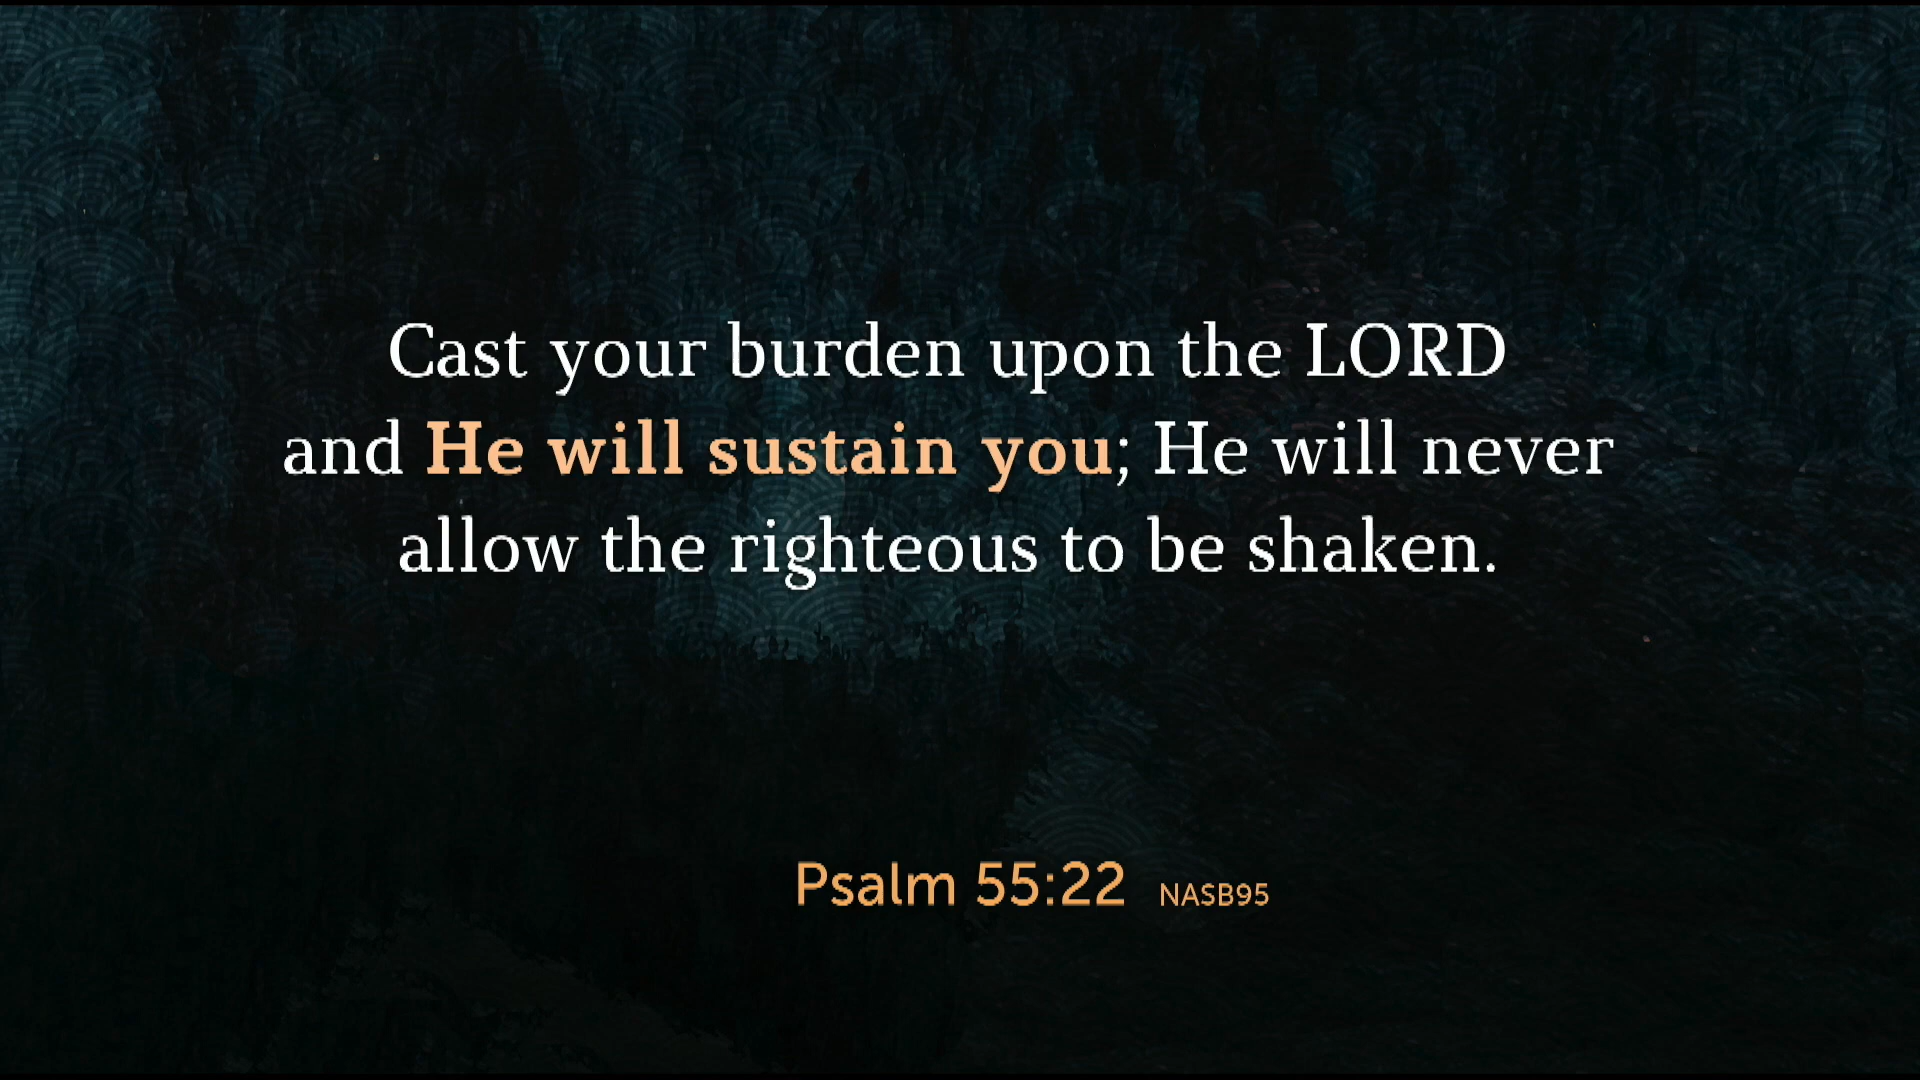 Cast your burden upon the LORD
and He will sustain you; He will never
allow the righteous to be shaken.
Psalm 55:22 NASB95